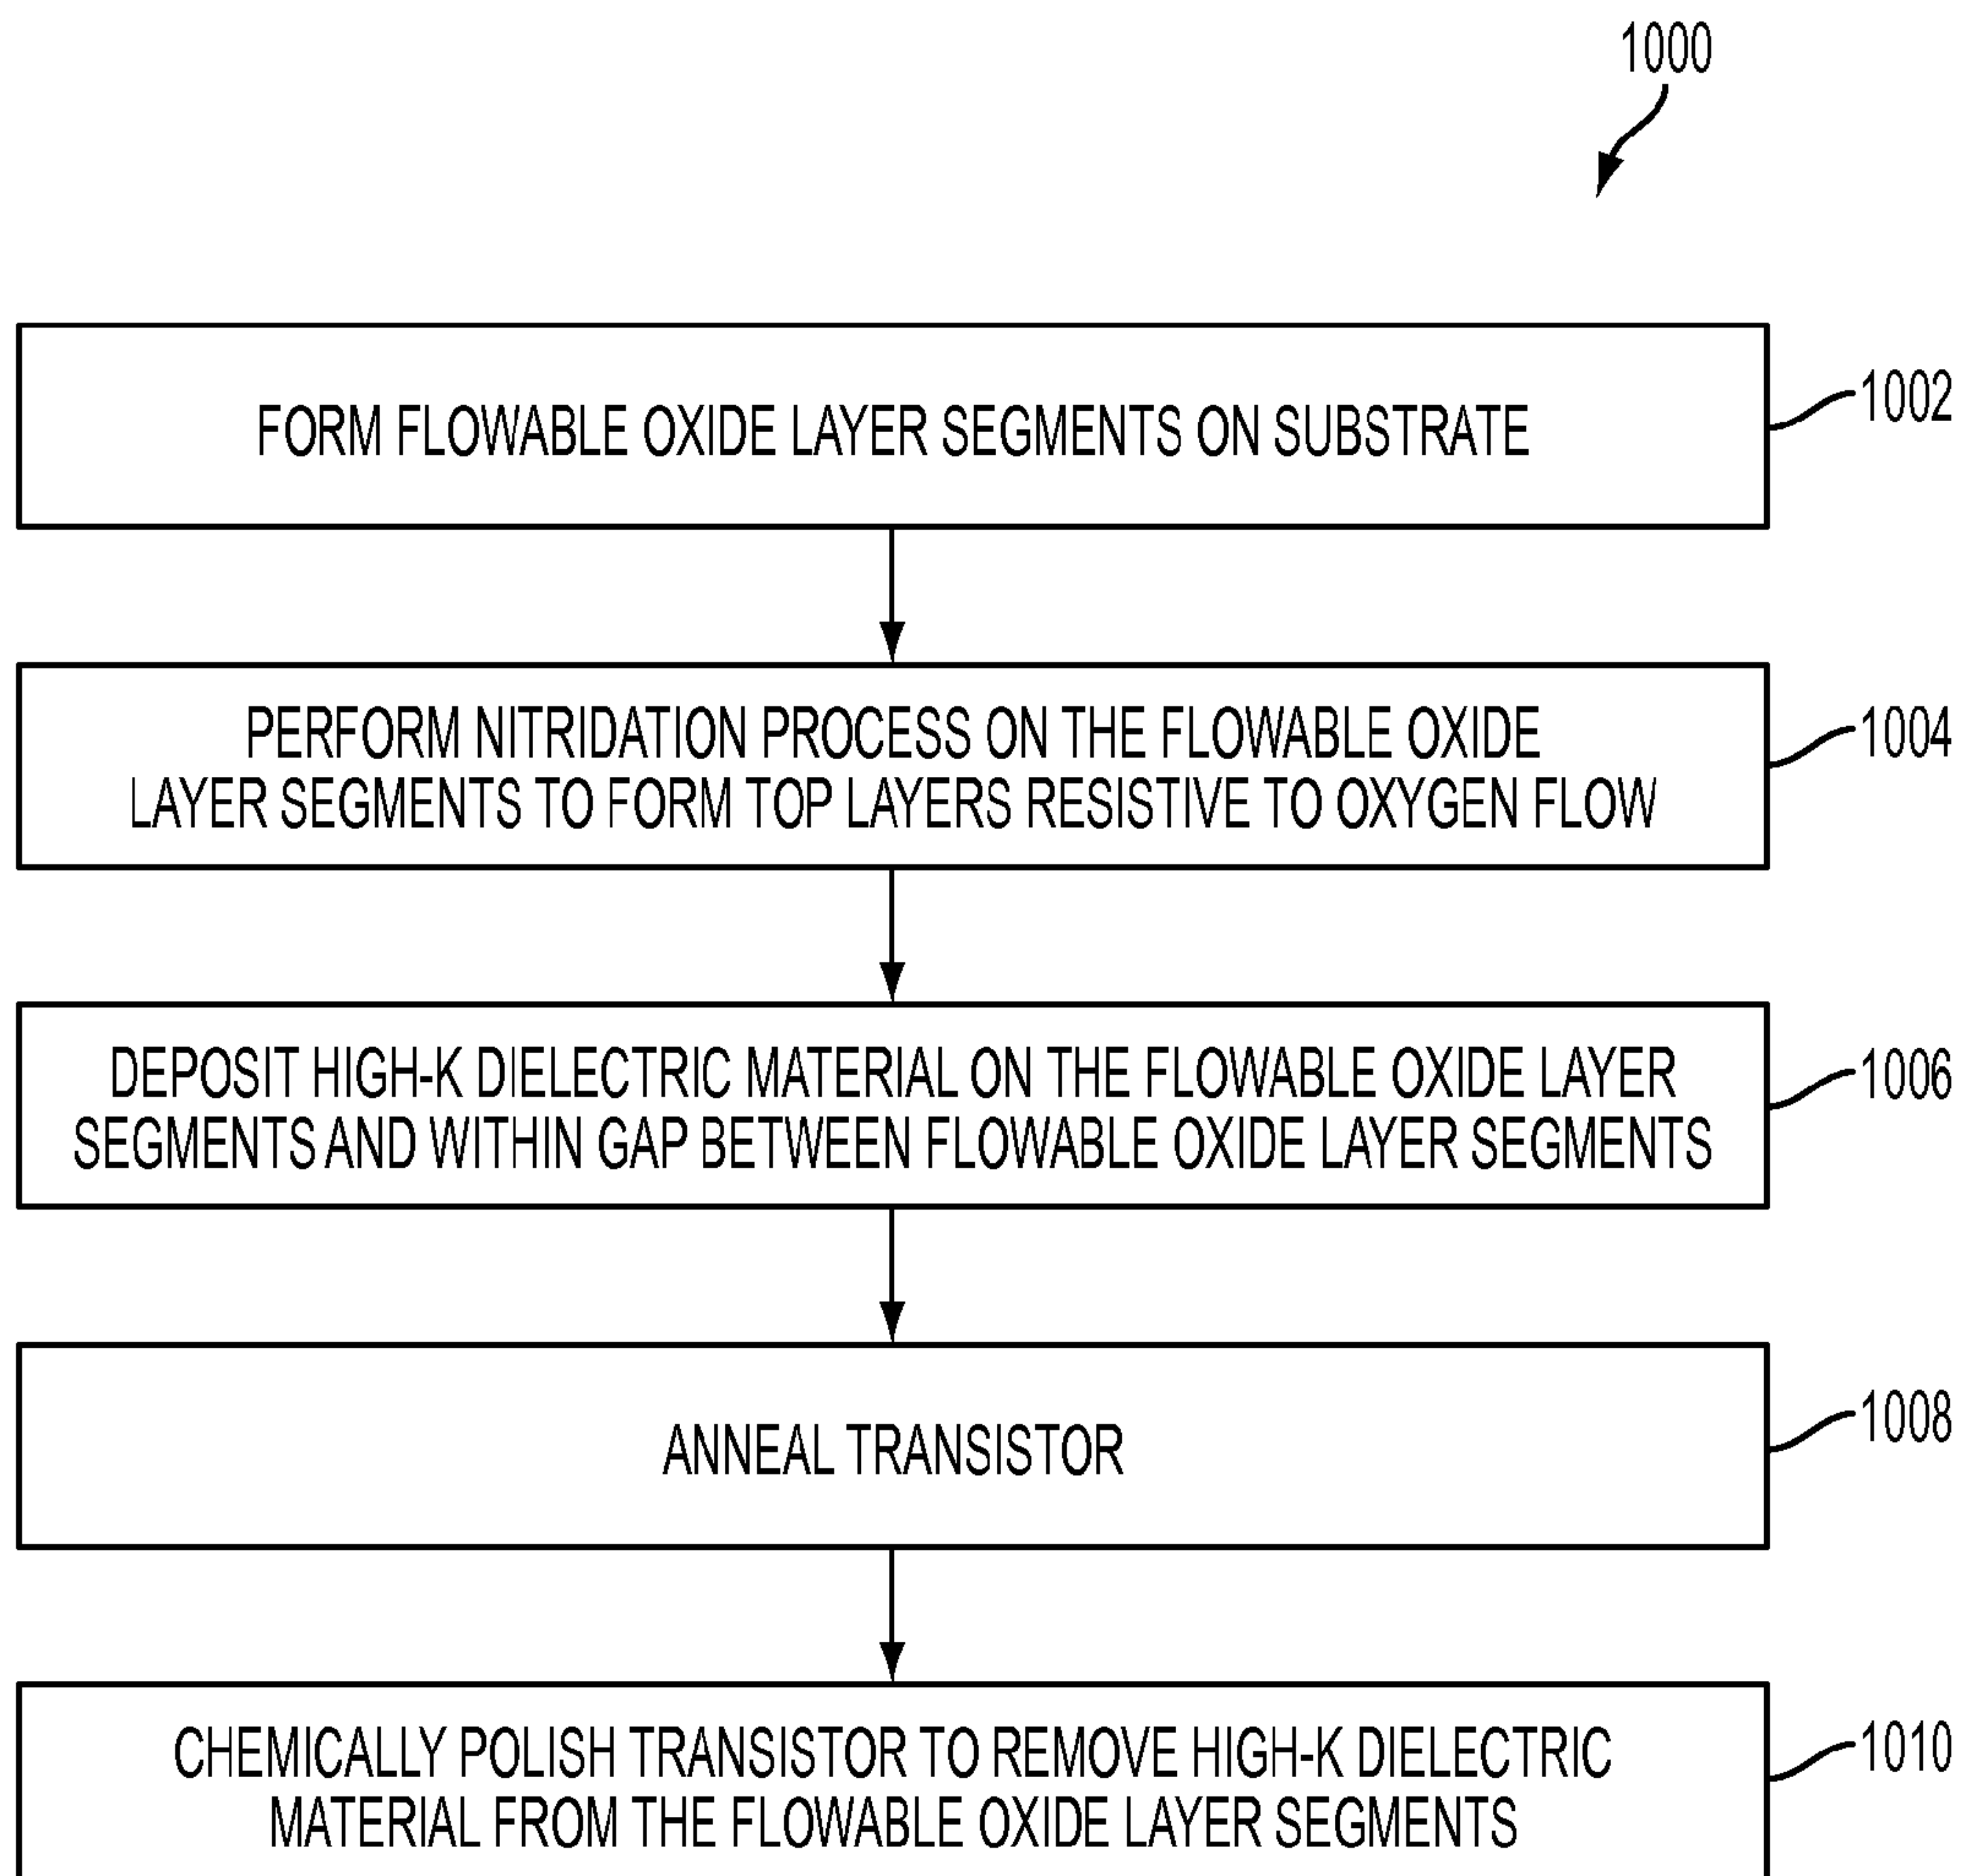 1000
FORM FLOWABLE OXIDE LAYER SEGMENTS ON SUBSTRATE
1002
PERFORM NITRIDATION PROCESS ON THE FLOWABLE OXIDE
LAYER SEGMENTS TO FORM TOP LAYERS RESISTIVE TO OXYGEN FLOW
1004
DEPOSIT HIGH-K DIELECTRIC MATERIAL ON THE FLOWABLE OXIDE LAYER
SEGMENTS AND WITHIN GAP BETWEEN FLOWABLE OXIDE LAYER SEGMENTS
1006
ANNEAL TRANSISTOR
1008
CHEMICALLY POLISH TRANSISTOR TO REMOVE HIGH-K DIELECTRIC
MATERIAL FROM THE FLOWABLE OXIDE LAYER SEGMENTS
1010